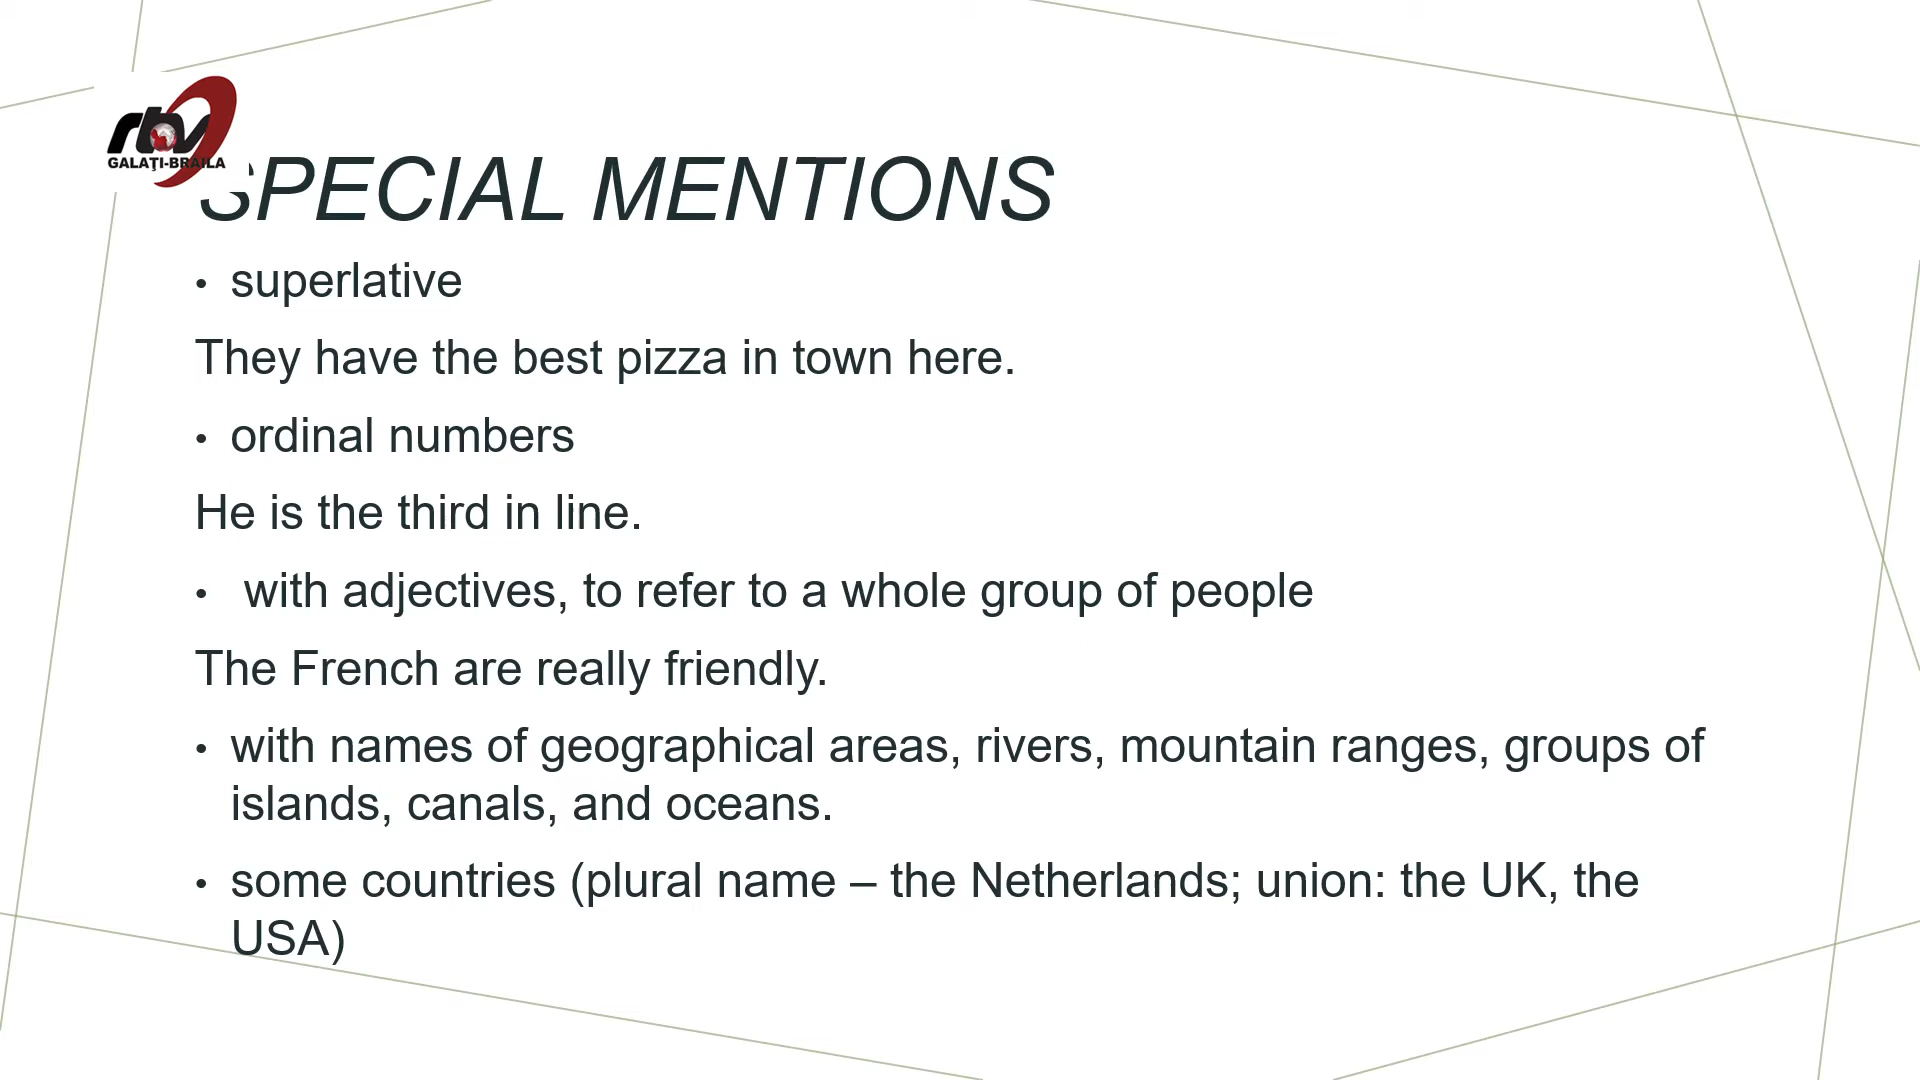 rtv
GALAŢI-BRAILA
SPECIAL MENTIONS
• superlative
They have the best pizza in town here.
• ordinal numbers
He is the third in line.
• with adjectives, to refer to a whole group of people
The French are really friendly.
• with names of geographical areas, rivers, mountain ranges, groups of
islands, canals, and oceans.
• some countries (plural name – the Netherlands; union: the UK, the
USA)